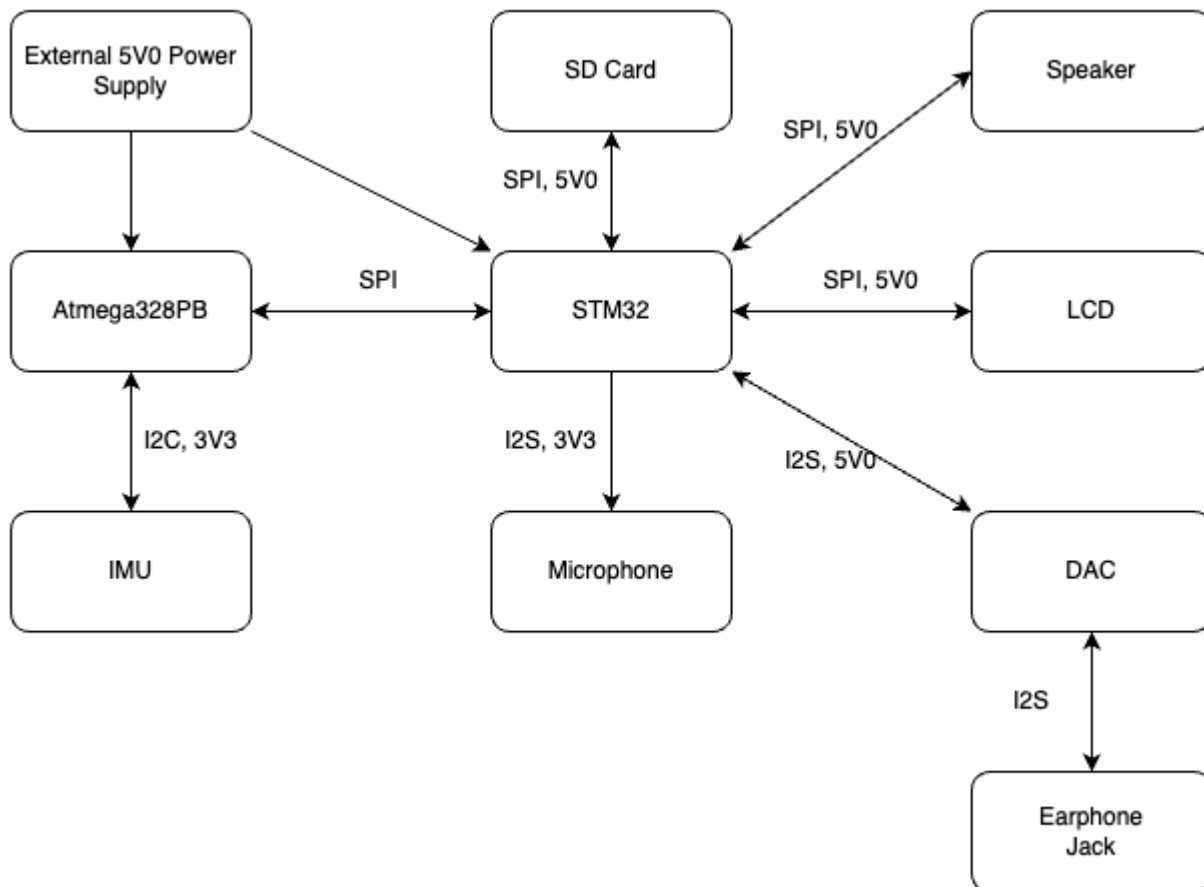 External 5V0 Power
Supply
SD Card
Speaker
SPI, 5V0
SPI, 5V0
Atmega328PB
SPI
STM32
SPI, 5V0
LCD
I2C, 3V3
I2S, 3V3
I2S, 5V0
IMU
Microphone
DAC
I2S
Earphone
Jack